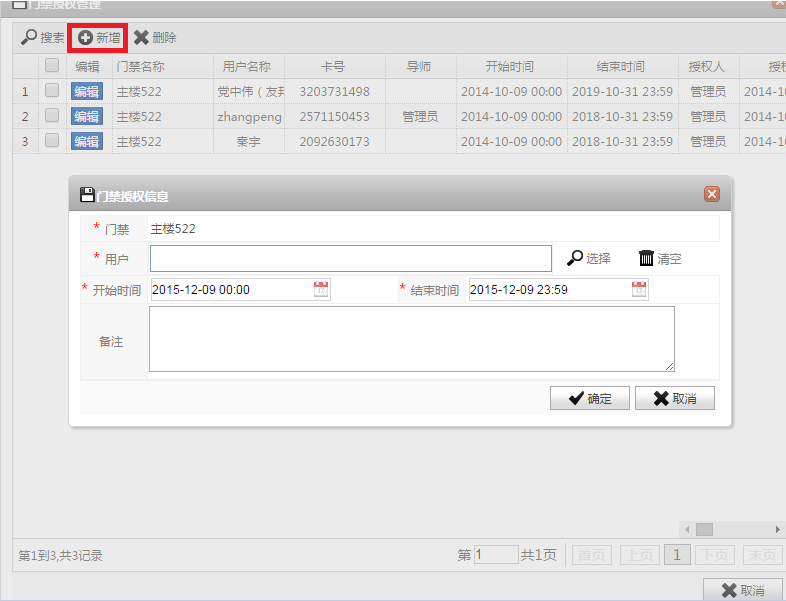 门禁授权管理
搜索 新增 删除
编辑 门禁名称 用户名称 卡号 导师 开始时间 结束时间 授权人 授权
1 编辑 主楼522 党中伟（友邦 3203731498 2014-10-09 00:00 2019-10-31 23:59 管理员 2014-10
2 编辑 主楼522 zhangpeng 2571150453 管理员 2014-10-09 00:00 2018-10-31 23:59 管理员 2014-10
3 编辑 主楼522 秦宇 2092630173 2014-10-09 00:00 2018-10-31 23:59 管理员 2014-10
门禁授权信息
* 门禁 主楼522
* 用户 选择 清空
* 开始时间 2015-12-09 00:00 * 结束时间 2015-12-09 23:59
备注
确定 取消
第1到3,共3记录 第 1 共1页 首页 上页 1 下页 末页
取消